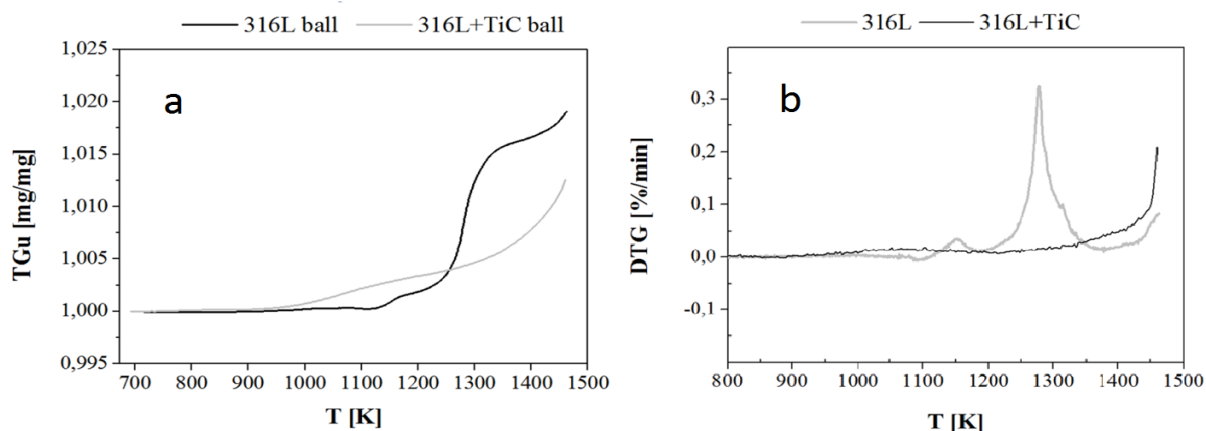 316L ball 316L+TiC ball
1,025
1,020
1,015
1,010
1,005
1,000
0,995
TGu [mg/mg]
a
700 800 900 1000 1100 1200 1300 1400 1500
T [K]
316L 316L+TiC
0,3
0,2
0,1
0,0
-0,1
DTG [%/min]
b
800 900 1000 1100 1200 1300 1400 1500
T [K]